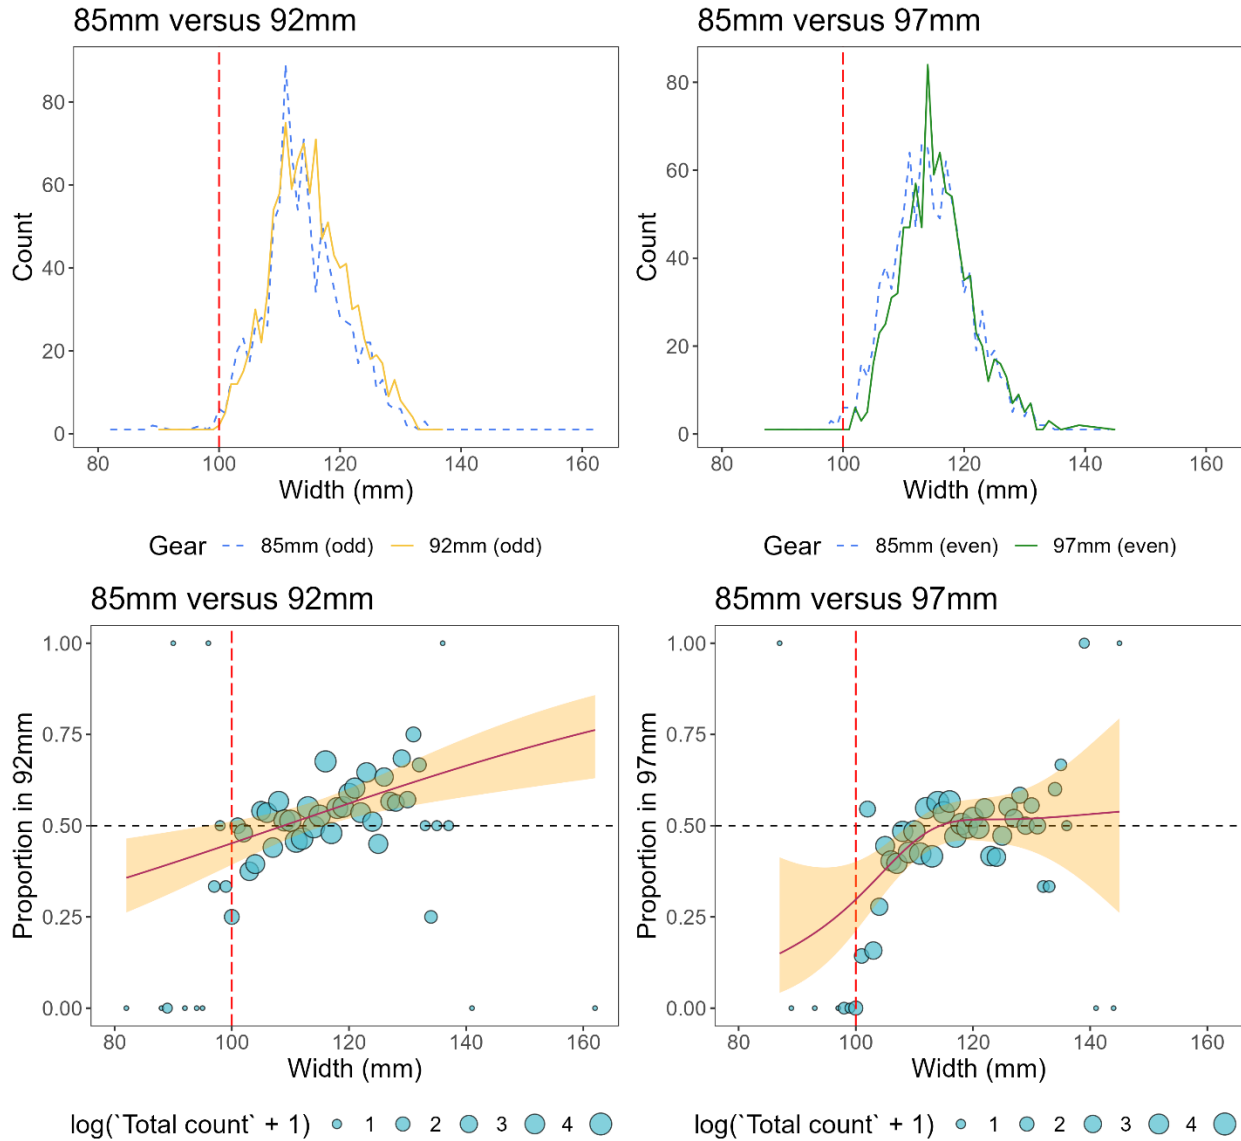 85mm versus 92mm
80
60
40
20
0
Count
80 100 120 140 160
Width (mm)
Gear 85mm (odd) 92mm (odd)
85mm versus 97mm
80
60
40
20
0
Count
80 100 120 140 160
Width (mm)
Gear 85mm (even) 97mm (even)
85mm versus 92mm
1.00
0.75
0.50
0.25
0.00
Proportion in 92mm
80 100 120 140 160
Width (mm)
log(`Total count` + 1) 1 2 3 4
85mm versus 97mm
1.00
0.75
0.50
0.25
0.00
Proportion in 97mm
80 100 120 140 160
Width (mm)
log(`Total count` + 1) 1 2 3 4